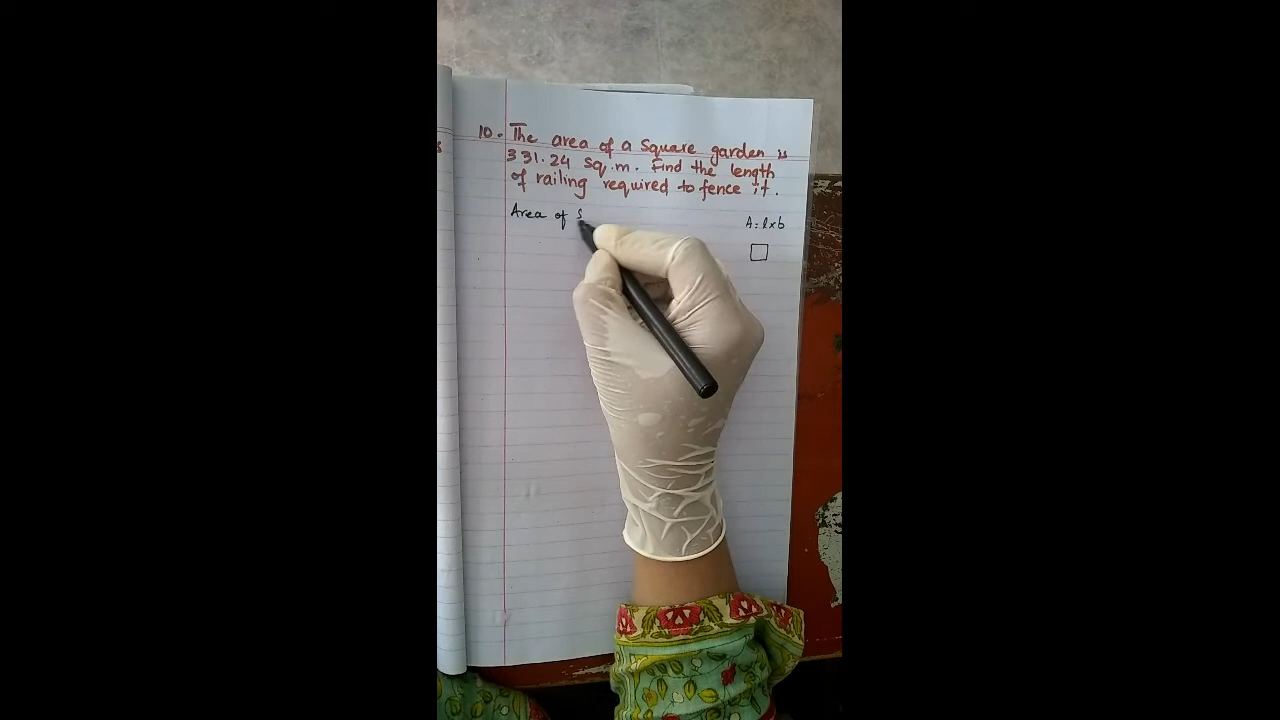 10. The area of a square garden is
331.24 sq.m. Find the length
of railing required to fence it.
Area of s
A = l x b